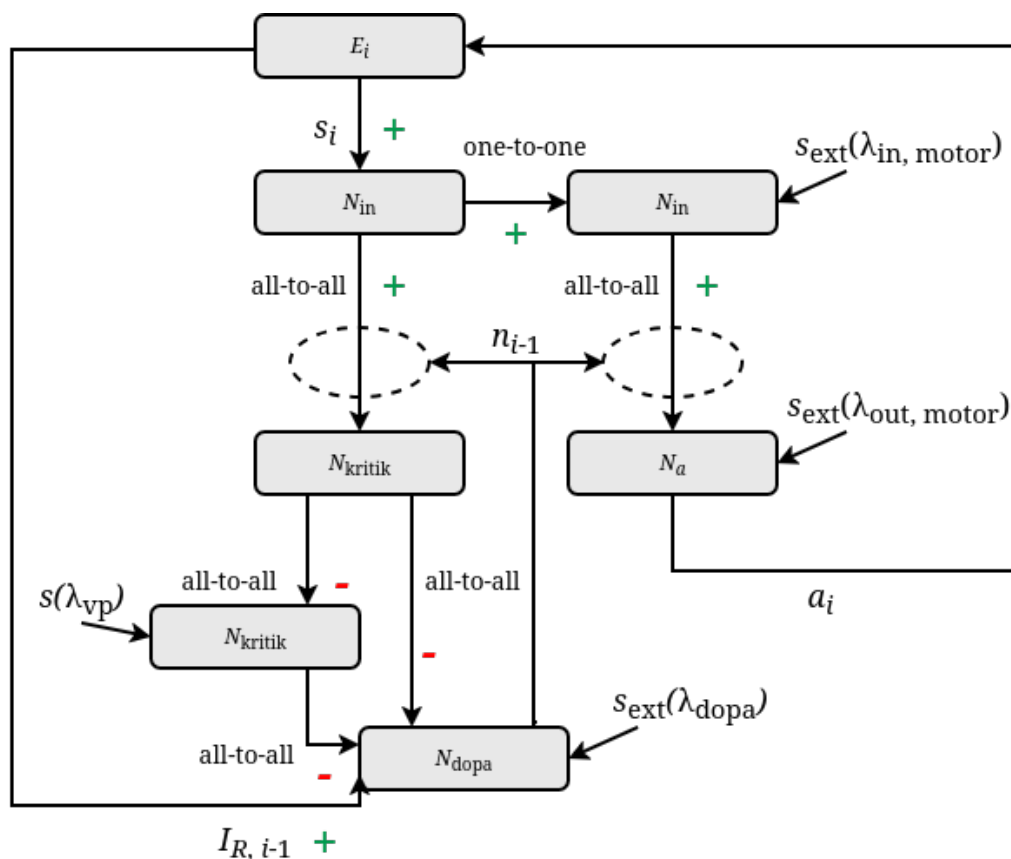 E_i
s_i
+
one-to-one
s_ext(λ_in, motor)
N_in
N_in
+
all-to-all
+
all-to-all
+
n_i-1
s_ext(λ_out, motor)
N_kritik
N_a
all-to-all
-
all-to-all
a_i
s(λ_vp)
N_kritik
-
s_ext(λ_dopa)
all-to-all
-
N_dopa
I_R, i-1
+